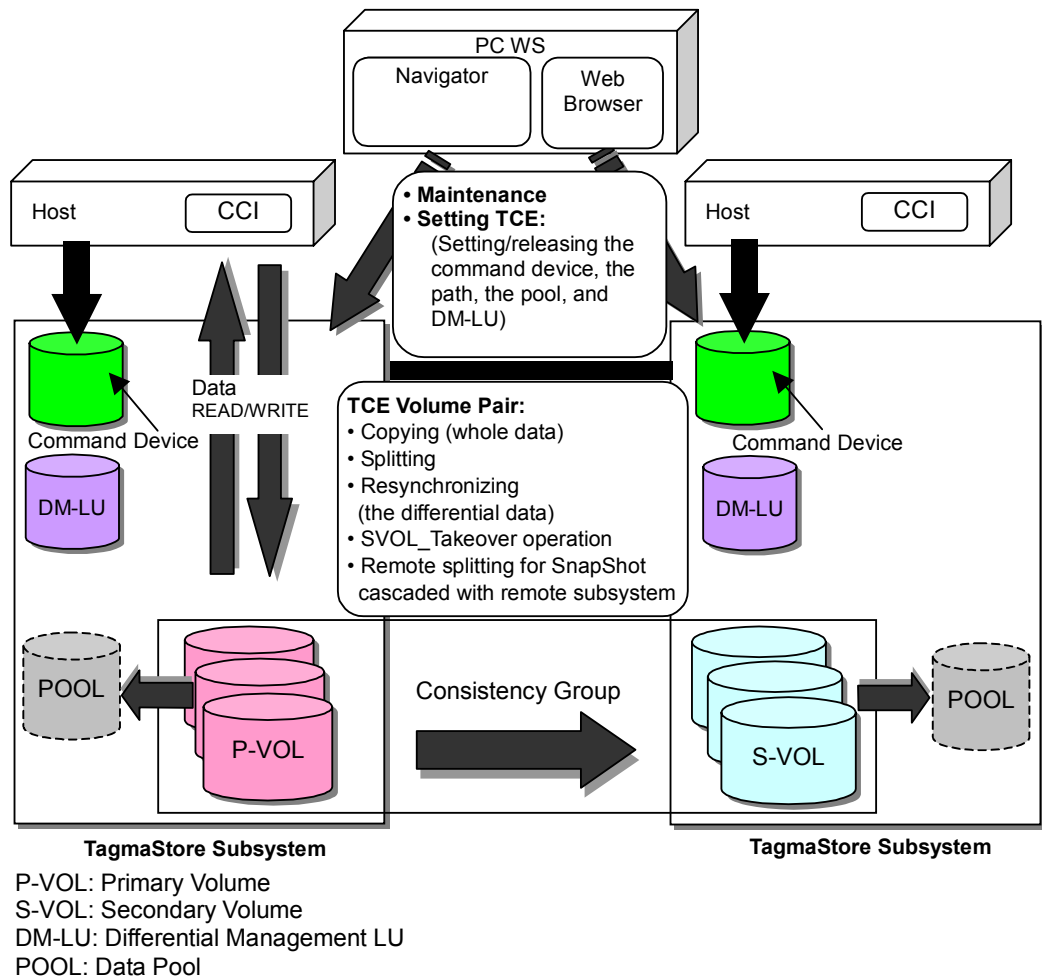 PC WS
Navigator
Web
Browser
Host
CCI
• Maintenance
• Setting TCE:
(Setting/releasing the
command device, the
path, the pool, and
DM-LU)
Host
CCI
Data
READ/WRITE
Command Device
DM-LU
TCE Volume Pair:
• Copying (whole data)
• Splitting
• Resynchronizing
(the differential data)
• SVOL_Takeover operation
• Remote splitting for SnapShot
cascaded with remote subsystem
Command Device
DM-LU
POOL
P-VOL
Consistency Group
S-VOL
POOL
TagmaStore Subsystem
TagmaStore Subsystem
P-VOL: Primary Volume
S-VOL: Secondary Volume
DM-LU: Differential Management LU
POOL: Data Pool